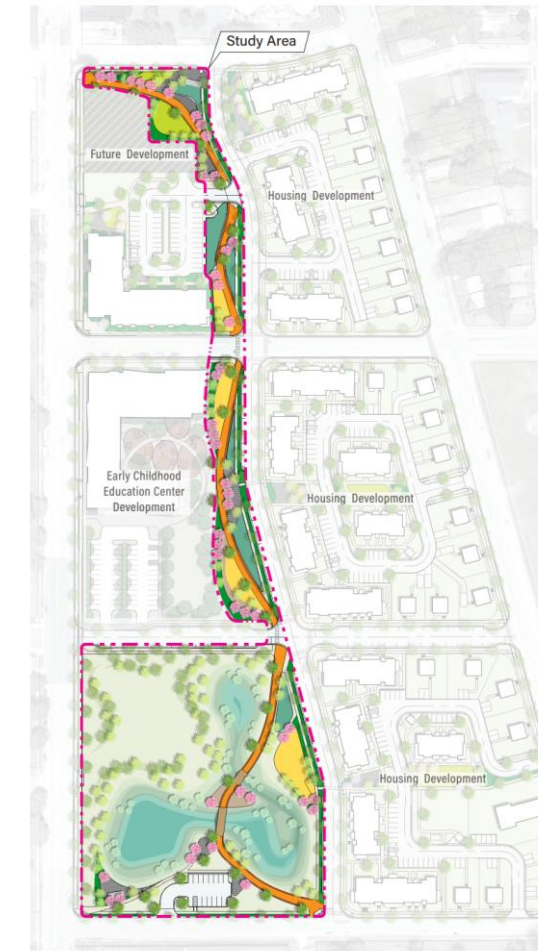 Study Area
Future Development
Housing Development
Early Childhood
Education Center
Development
Housing Development
Housing Development